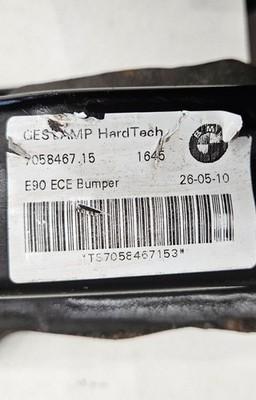 GESTAMP HardTech
BMW
7058467.15 1645
E90 ECE Bumper 26-05-10
*TS7058467153*